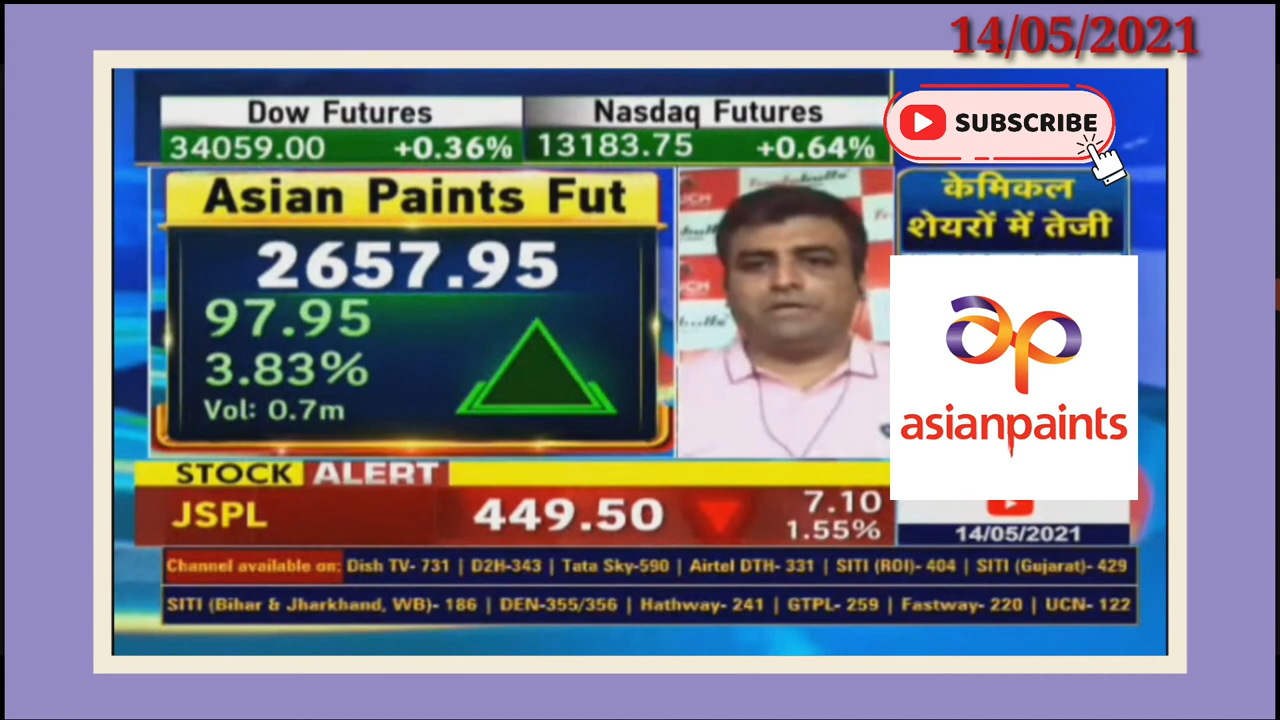 14/05/2021
Dow Futures
34059.00 +0.36%
Nasdaq Futures
13183.75 +0.64%
SUBSCRIBE
Asian Paints Fut
2657.95
97.95
3.83%
Vol: 0.7m
केमिकल
शेयरों में तेजी
ap
asianpaints
STOCK ALERT
JSPL 449.50 7.10
1.55%
14/05/2021
Channel available on: Dish TV- 731 | D2H-343 | Tata Sky-590 | Airtel DTH- 331 | SITI (ROI)- 404 | SITI (Gujarat)- 429
SITI (Bihar & Jharkhand, WB)- 186 | DEN-355/356 | Hathway- 241 | GTPL- 259 | Fastway- 220 | UCN- 122